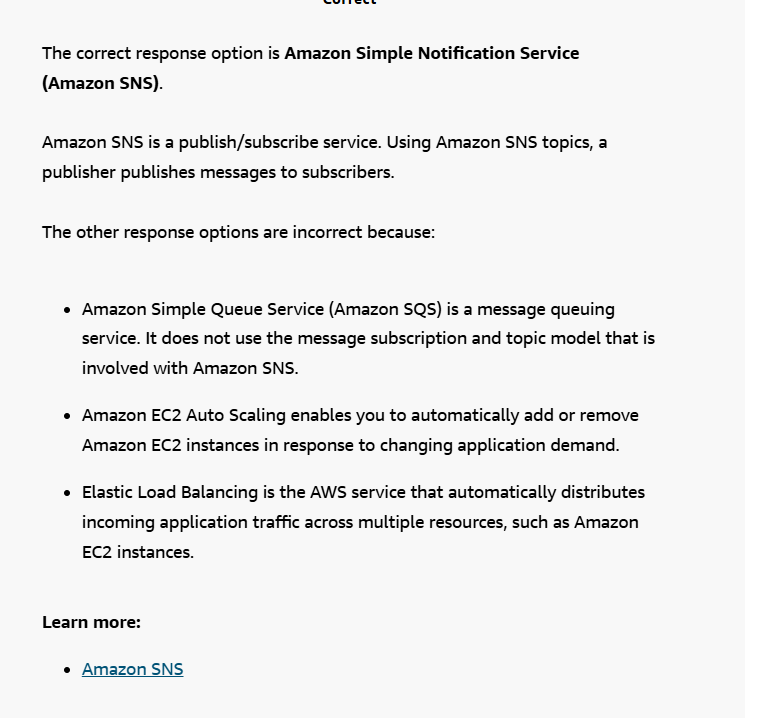 Correct
The correct response option is Amazon Simple Notification Service
(Amazon SNS).
Amazon SNS is a publish/subscribe service. Using Amazon SNS topics, a
publisher publishes messages to subscribers.
The other response options are incorrect because:
• Amazon Simple Queue Service (Amazon SQS) is a message queuing
service. It does not use the message subscription and topic model that is
involved with Amazon SNS.
• Amazon EC2 Auto Scaling enables you to automatically add or remove
Amazon EC2 instances in response to changing application demand.
• Elastic Load Balancing is the AWS service that automatically distributes
incoming application traffic across multiple resources, such as Amazon
EC2 instances.
Learn more:
• Amazon SNS